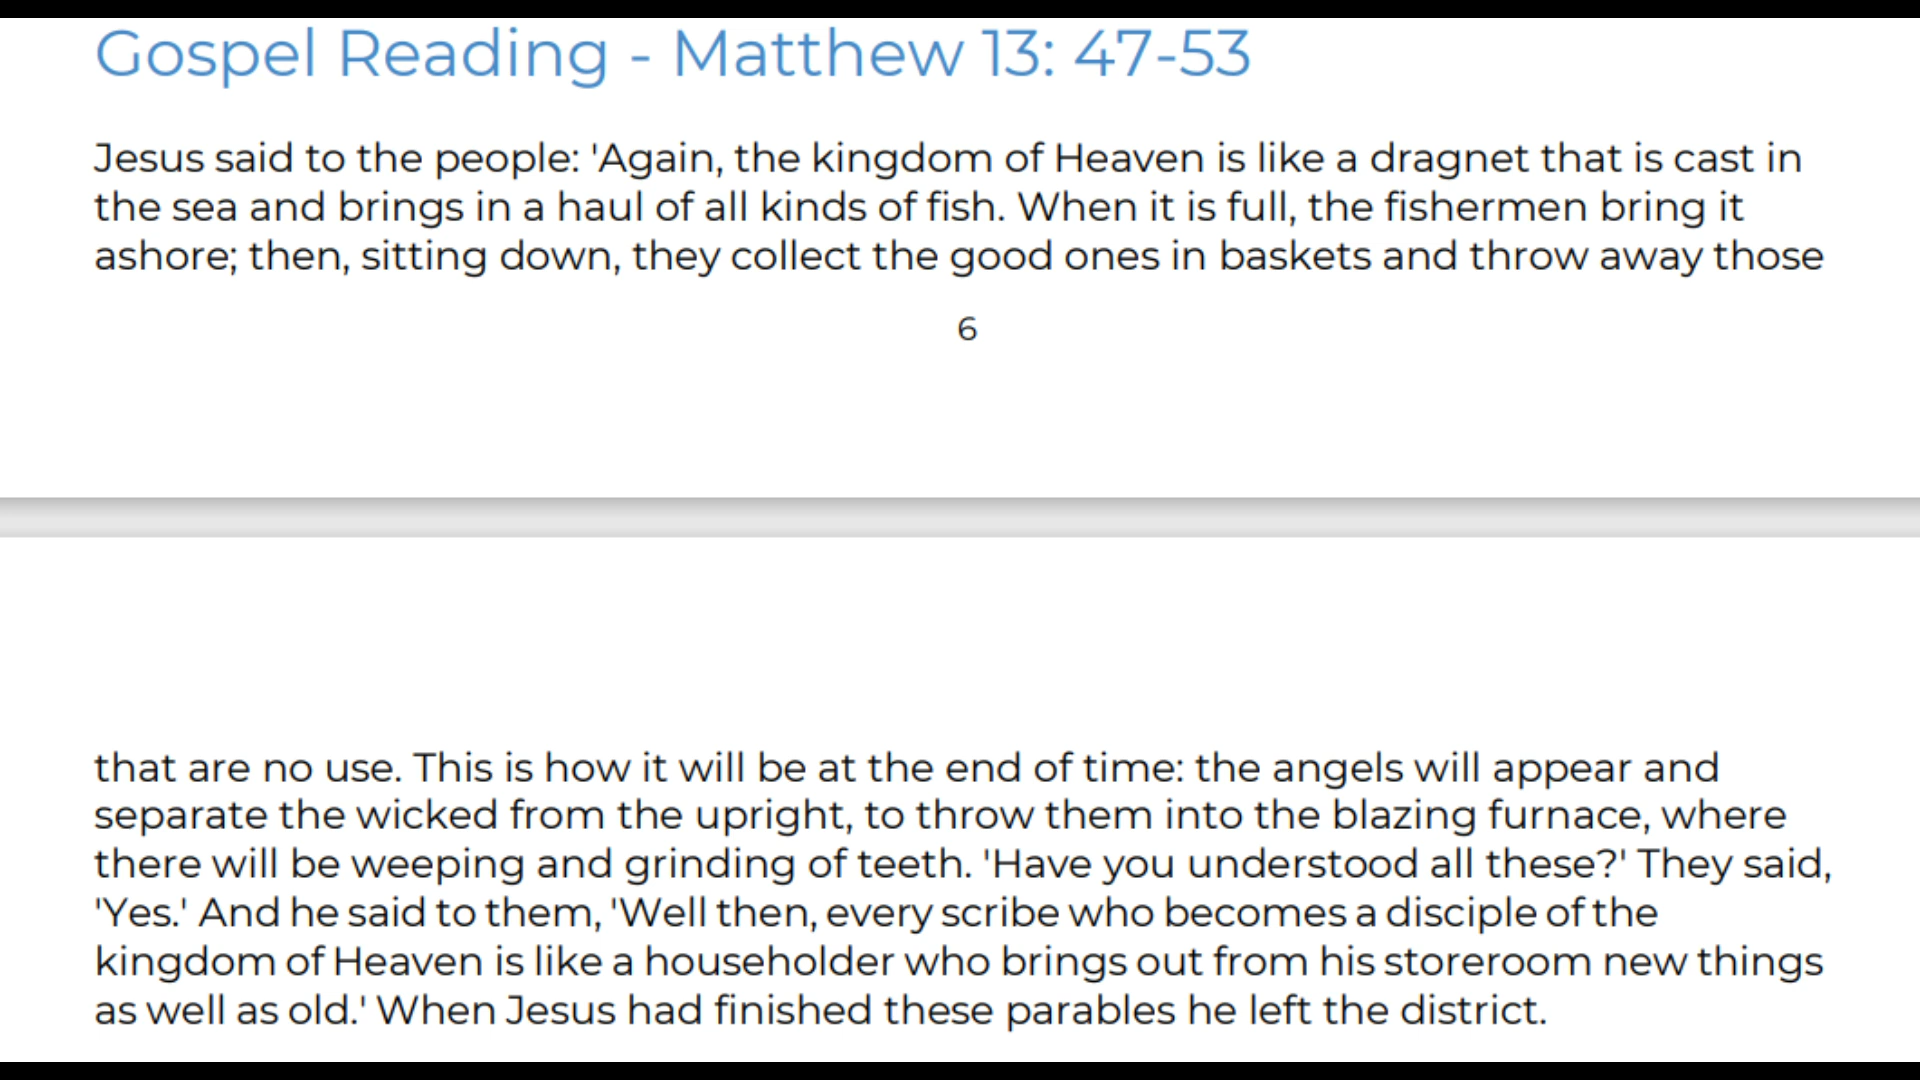 Gospel Reading - Matthew 13: 47-53
Jesus said to the people: 'Again, the kingdom of Heaven is like a dragnet that is cast in
the sea and brings in a haul of all kinds of fish. When it is full, the fishermen bring it
ashore; then, sitting down, they collect the good ones in baskets and throw away those
6
that are no use. This is how it will be at the end of time: the angels will appear and
separate the wicked from the upright, to throw them into the blazing furnace, where
there will be weeping and grinding of teeth. 'Have you understood all these?' They said,
'Yes.' And he said to them, 'Well then, every scribe who becomes a disciple of the
kingdom of Heaven is like a householder who brings out from his storeroom new things
as well as old.' When Jesus had finished these parables he left the district.